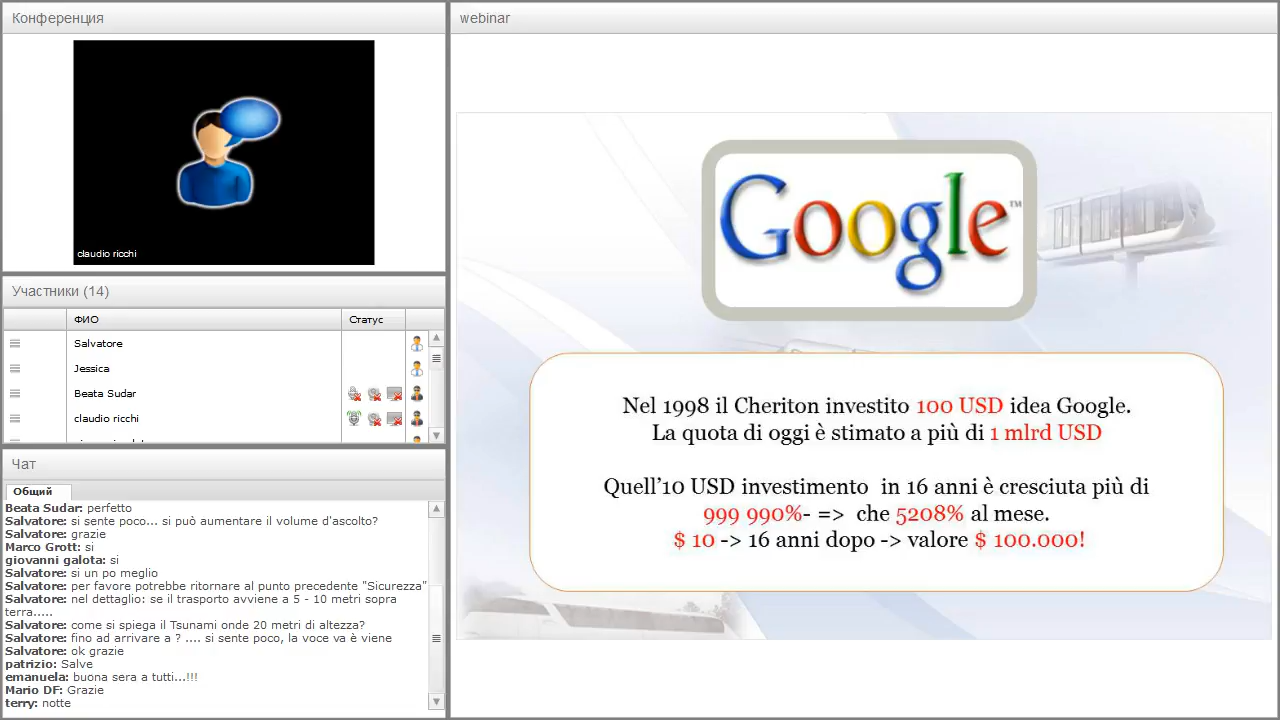 Конференция
claudio ricchi
Участники (14)
ФИО
Статус
Salvatore
Jessica
Beata Sudar
claudio ricchi
Чат
Общий
Beata Sudar: perfetto
Salvatore: si sente poco... si può aumentare il volume d'ascolto?
Salvatore: grazie
Marco Grott: si
giovanni galota: si
Salvatore: si un po meglio
Salvatore: per favore potrebbe ritornare al punto precedente "Sicurezza"
Salvatore: nel dettaglio: se il trasporto avviene a 5 - 10 metri sopra
terra.....
Salvatore: come si spiega il Tsunami onde 20 metri di altezza?
Salvatore: fino ad arrivare a ? .... si sente poco, la voce va è viene
Salvatore: ok grazie
patrizio: Salve
emanuela: buona sera a tutti...!!!
Mario DF: Grazie
terry: notte
webinar
Google™
Nel 1998 il Cheriton investito 100 USD idea Google.
La quota di oggi è stimato a più di 1 mlrd USD
Quell'10 USD investimento in 16 anni è cresciuta più di
999 990%- => che 5208% al mese.
$ 10 -> 16 anni dopo -> valore $ 100.000!